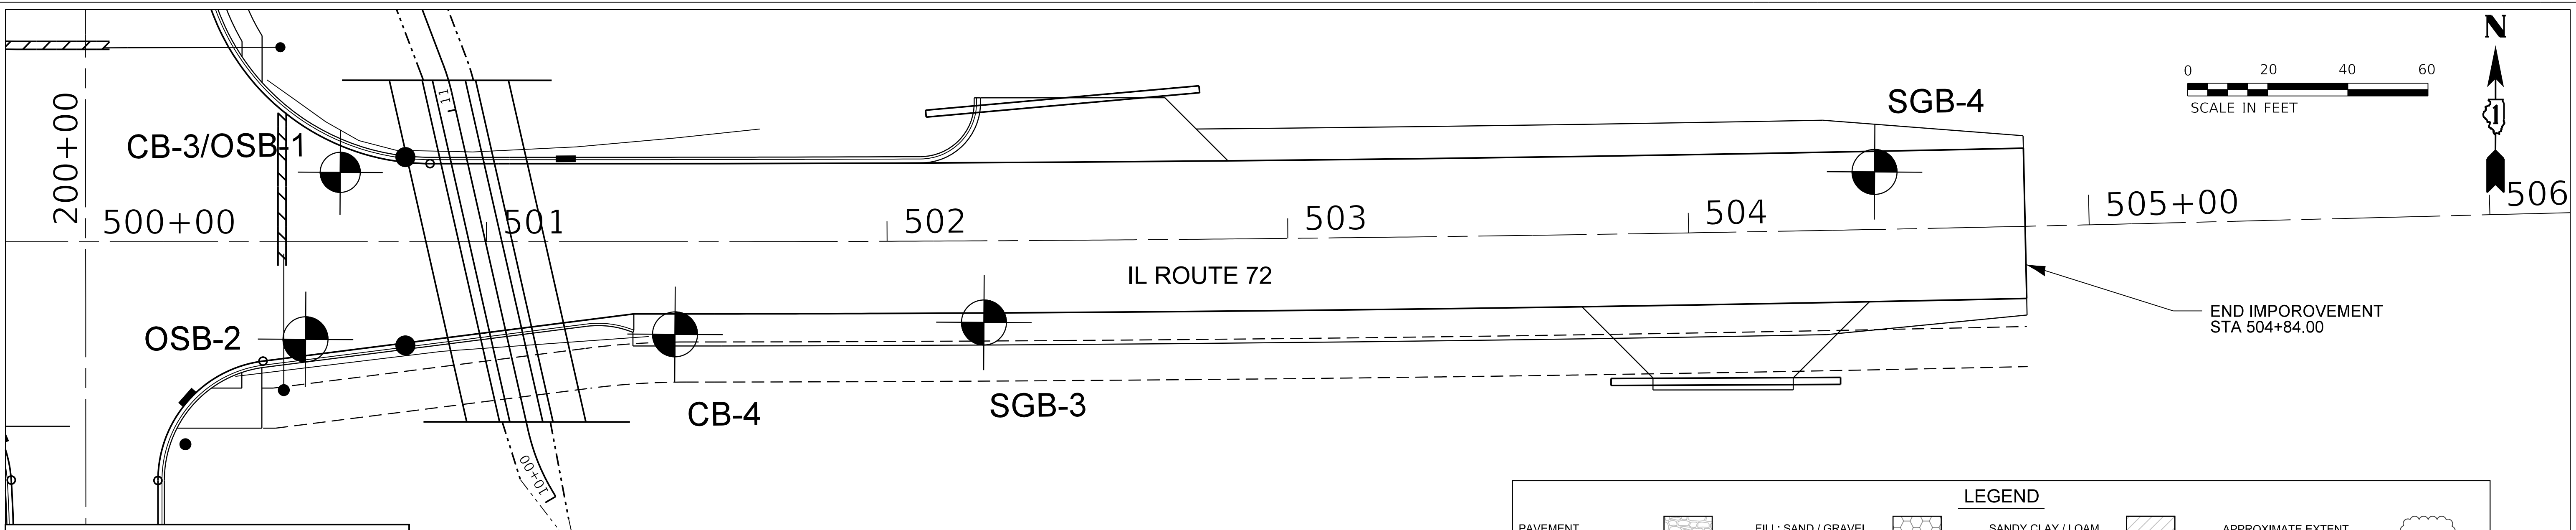 N
0 20 40 60
SCALE IN FEET
1
SGB-4
CB-3/OSB-1
11
200+00
500+00
501
502
503
504
505+00
506
IL ROUTE 72
OSB-2
CB-4
SGB-3
END IMPOROVEMENT
STA 504+84.00
10+00
LEGEND
PAVEMENT
FILL: SAND / GRAVEL
SANDY CLAY / LOAM
APPROXIMATE EXTENT